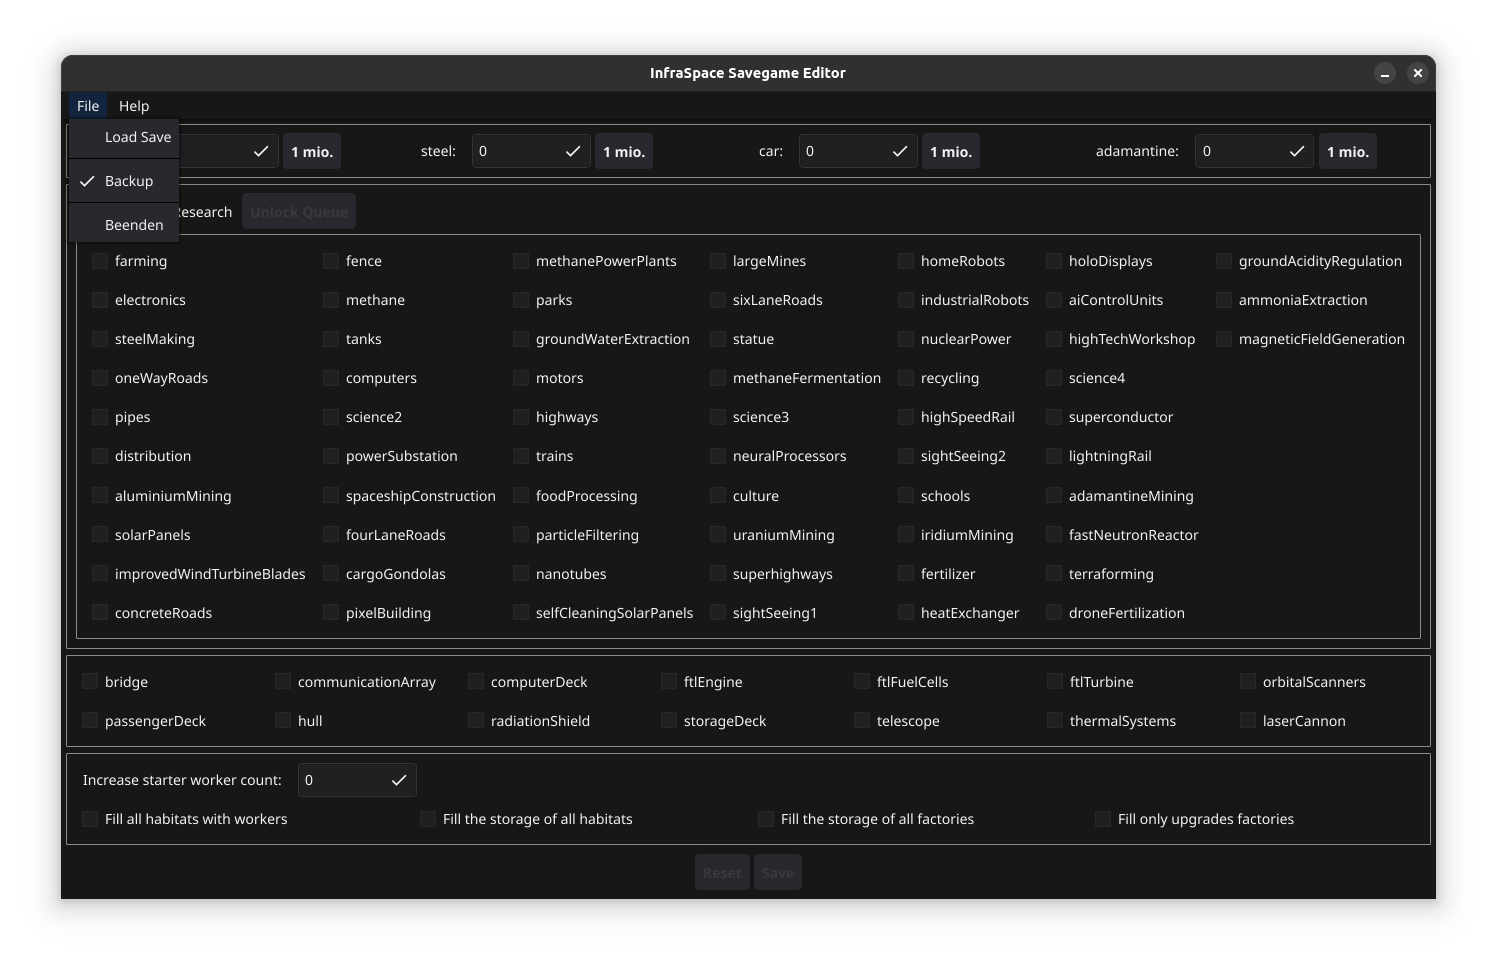 InfraSpace Savegame Editor
File Help
Load Save
Backup
Beenden
1 mio. steel: 0 1 mio. car: 0 1 mio. adamantine: 0 1 mio.
Unlock Queue
farming fence methanePowerPlants largeMines homeRobots holoDisplays groundAcidityRegulation
electronics methane parks sixLaneRoads industrialRobots aiControlUnits ammoniaExtraction
steelMaking tanks groundWaterExtraction statue nuclearPower highTechWorkshop magneticFieldGeneration
oneWayRoads computers motors methaneFermentation recycling science4
pipes science2 highways science3 highSpeedRail superconductor
distribution powerSubstation trains neuralProcessors sightSeeing2 lightningRail
aluminiumMining spaceshipConstruction foodProcessing culture schools adamantineMining
solarPanels fourLaneRoads particleFiltering uraniumMining iridiumMining fastNeutronReactor
improvedWindTurbineBlades cargoGondolas nanotubes superhighways fertilizer terraforming
concreteRoads pixelBuilding selfCleaningSolarPanels sightSeeing1 heatExchanger droneFertilization
bridge communicationArray computerDeck ftlEngine ftlFuelCells ftlTurbine orbitalScanners
passengerDeck hull radiationShield storageDeck telescope thermalSystems laserCannon
Increase starter worker count: 0
Fill all habitats with workers Fill the storage of all habitats Fill the storage of all factories Fill only upgrades factories
Reset Save